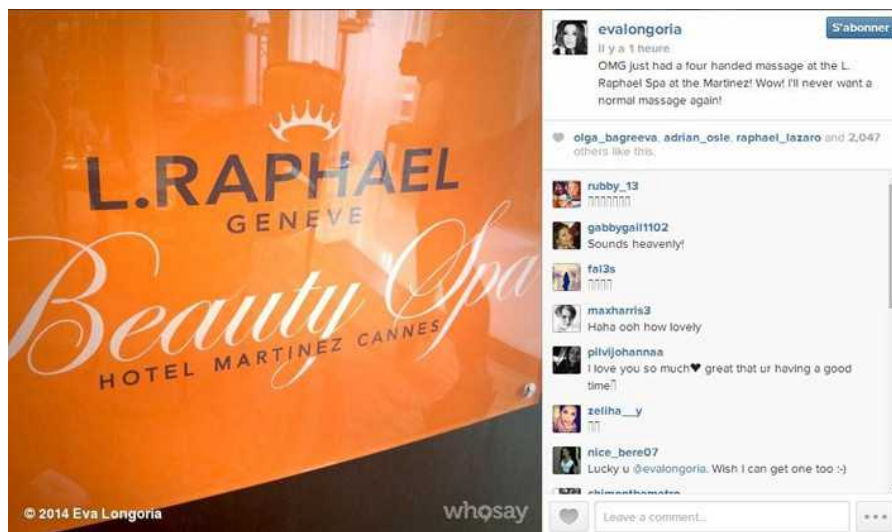 L.RAPHAEL
GENEVE
Beauty Spa
HOTEL MARTINEZ CANNES
© 2014 Eva Longoria
whosay
evalongoria
S'abonner
Il y a 1 heure
OMG just had a four handed massage at the L.
Raphael Spa at the Martinez! Wow! I'll never want a
normal massage again!
olga_bagreeva, adrian_osle, raphael_lazaro and 2,047
others like this.
rubby_13
gabbygail1102
Sounds heavenly!
fal3s
maxharris3
Haha ooh how lovely
piivijohannaa
I love you so much♥ great that ur having a good
time
zeliha__y
nice_bere07
Lucky u @evalongoria. Wish I can get one too :-)
Leave a comment...